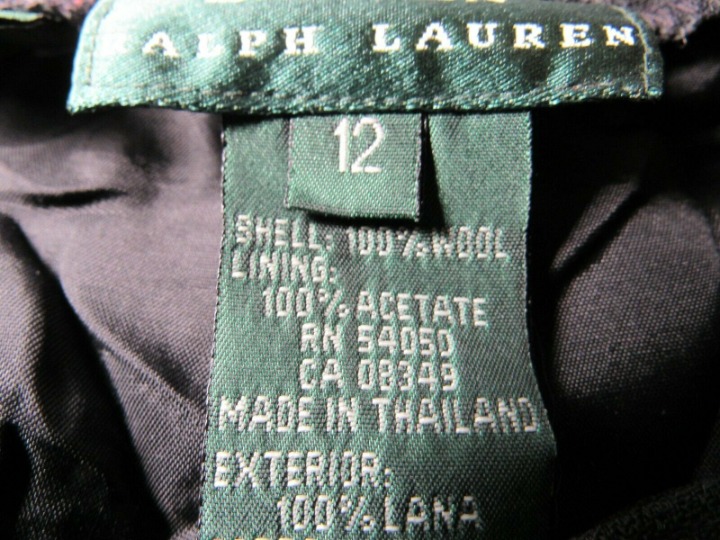 RALPH LAUREN
12
SHELL: 100% WOOL
LINING:
100% ACETATE
RN 54050
CA 08349
MADE IN THAILAND
EXTERIOR:
100% LANA